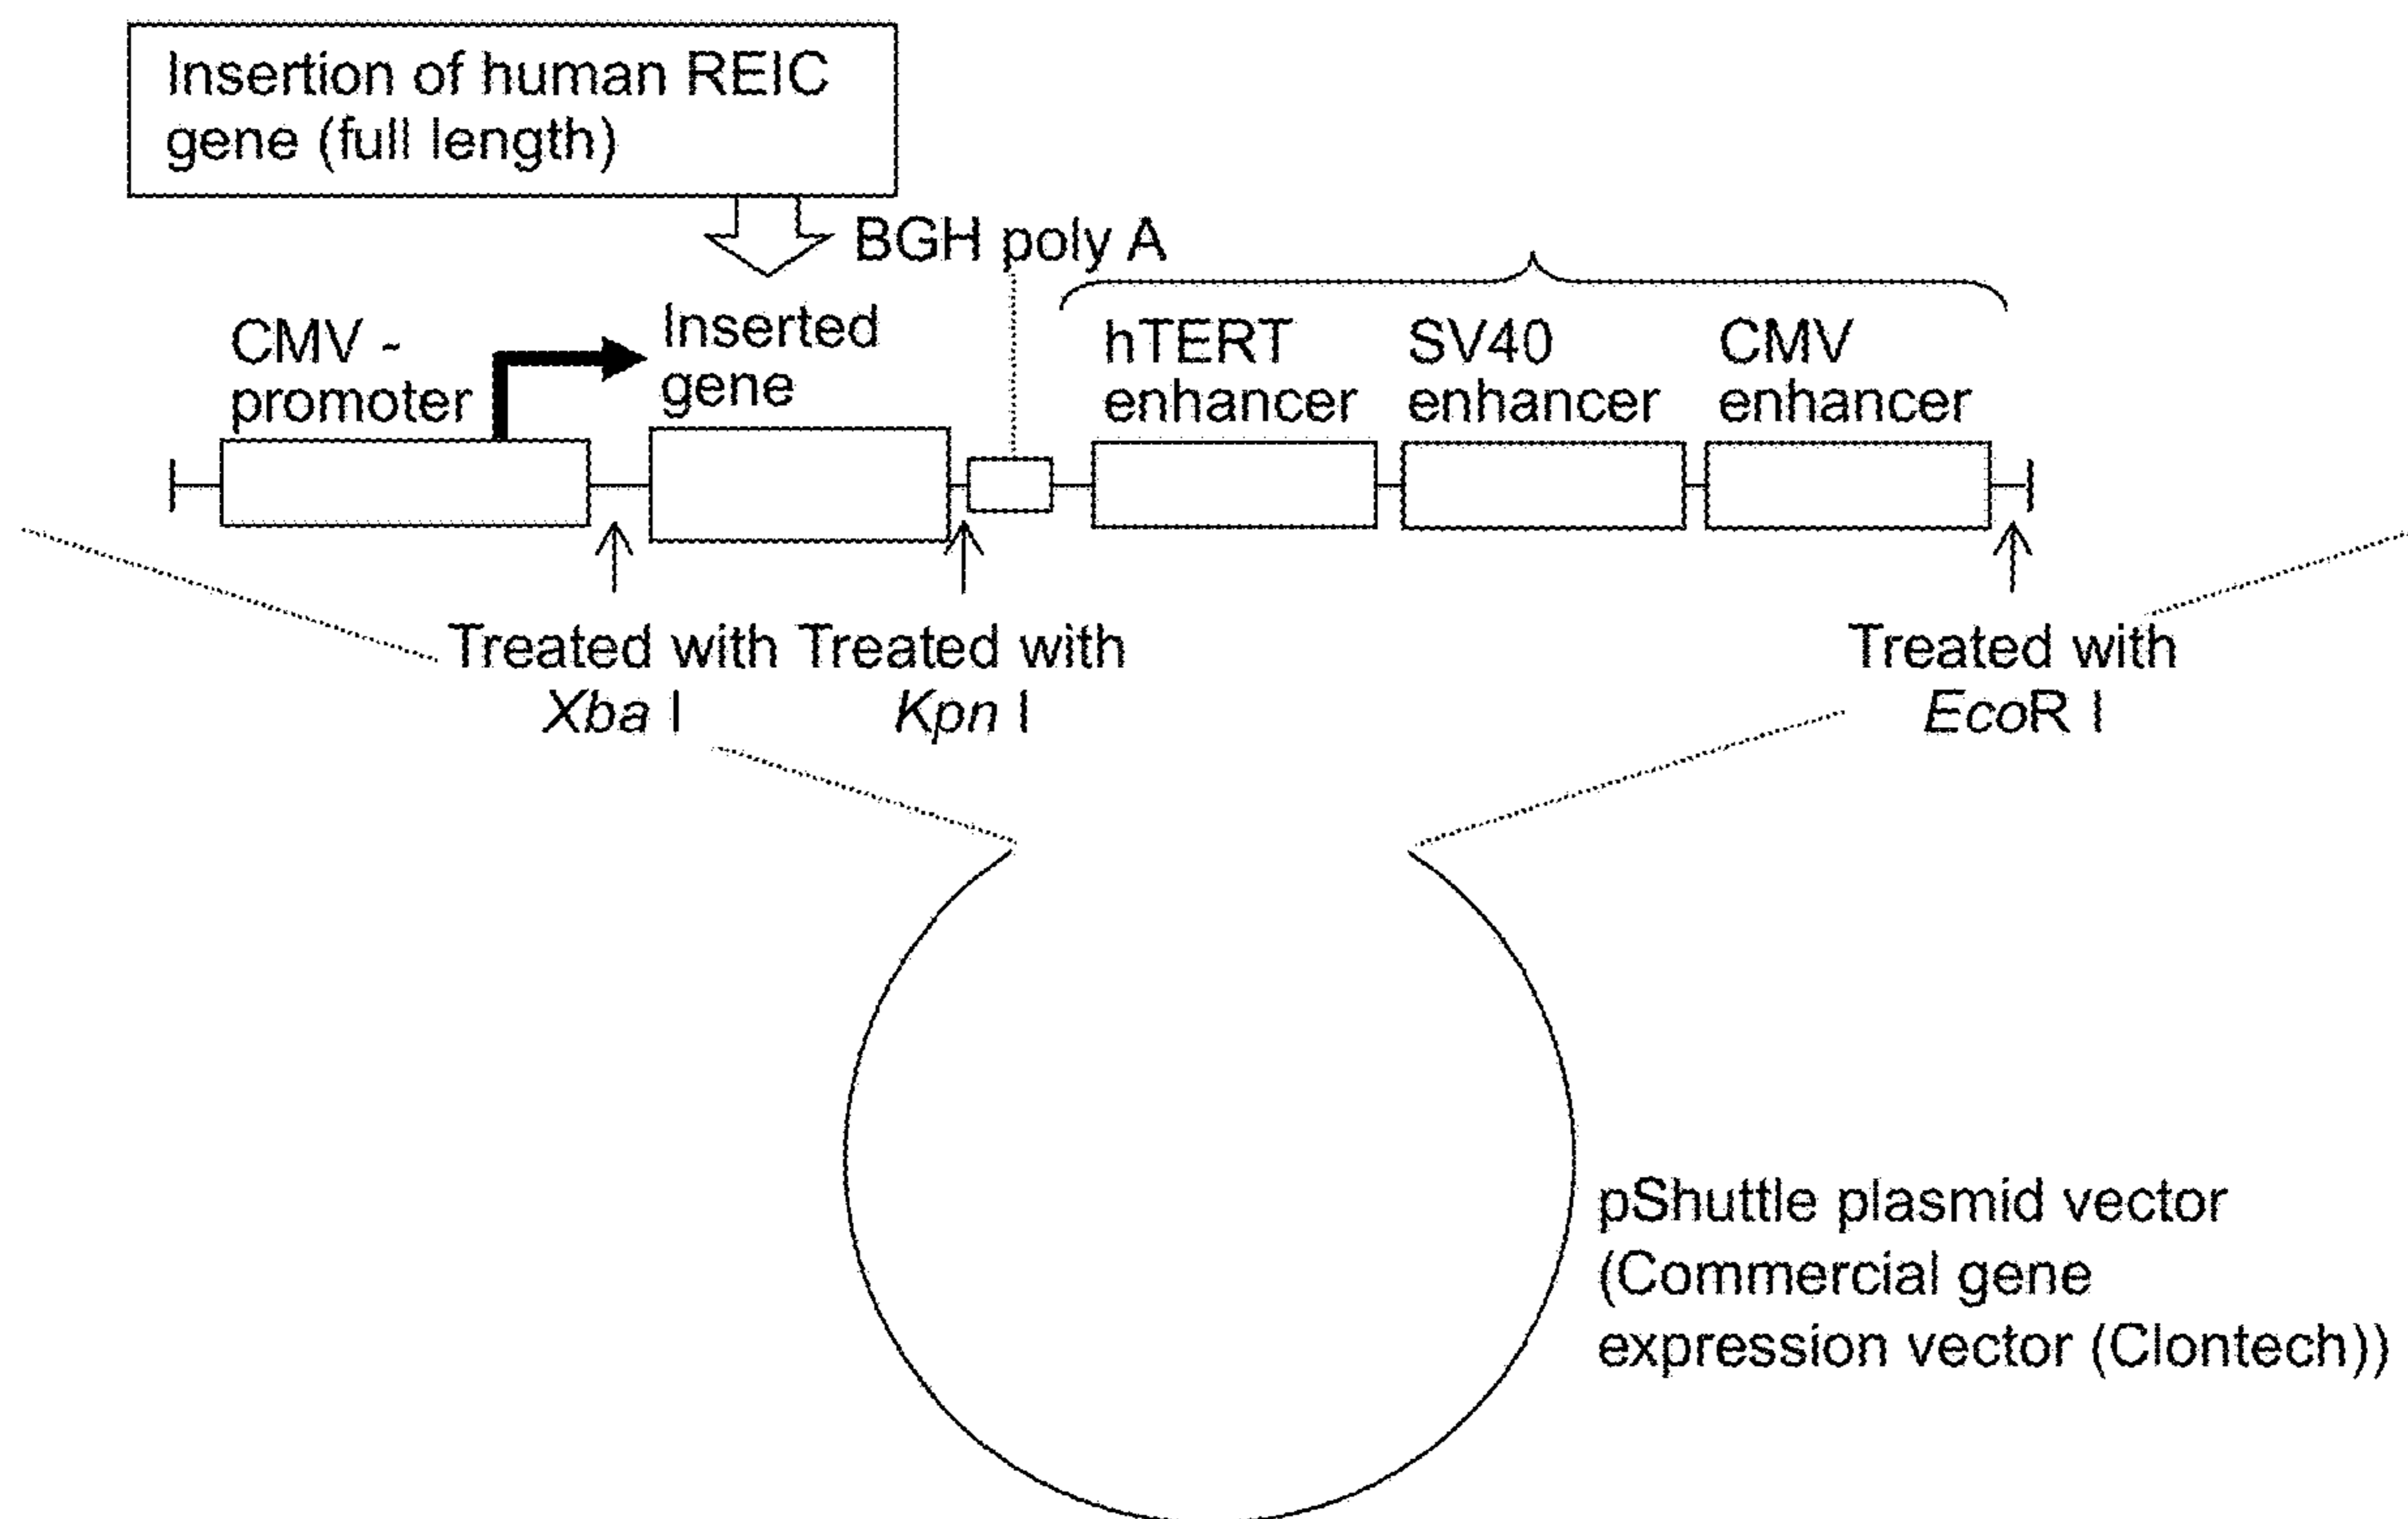 Insertion of human REIC
gene (full length)
BGH poly A
CMV -
promoter
Inserted
gene
hTERT
enhancer
SV40
enhancer
CMV
enhancer
Treated with
Xba I
Treated with
Kpn I
Treated with
EcoR I
pShuttle plasmid vector
(Commercial gene
expression vector (Clontech))